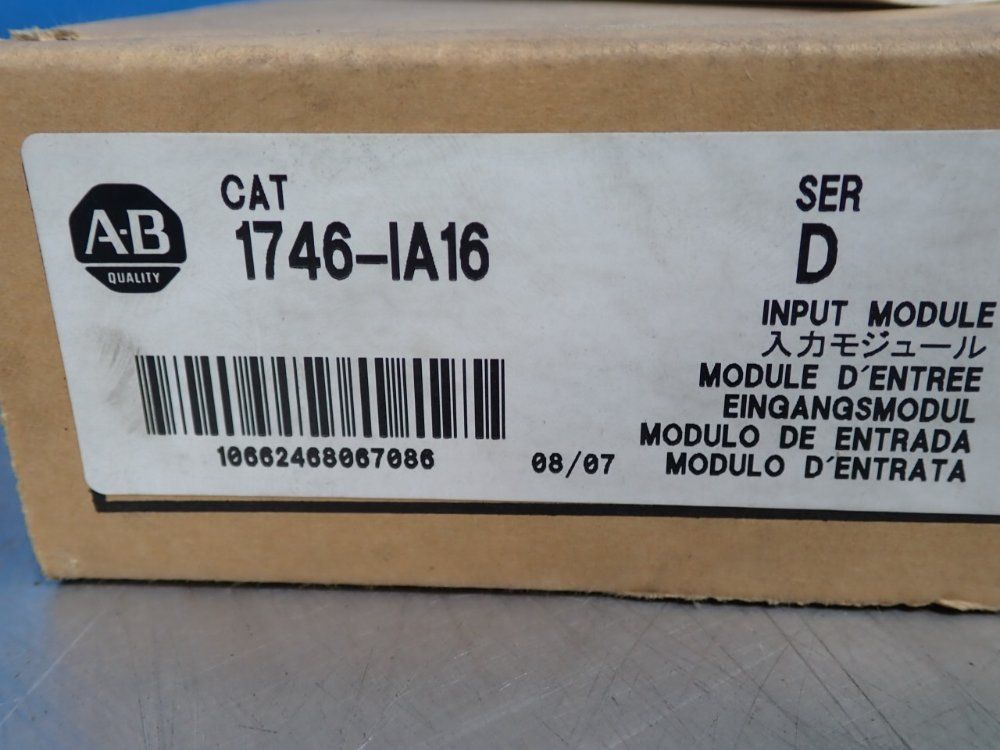 A·B
QUALITY
CAT
1746-IA16
SER
D
INPUT MODULE
入力モジュール
MODULE D'ENTREE
EINGANGSMODUL
MODULO DE ENTRADA
MODULO D'ENTRATA
10662468067086
08/07